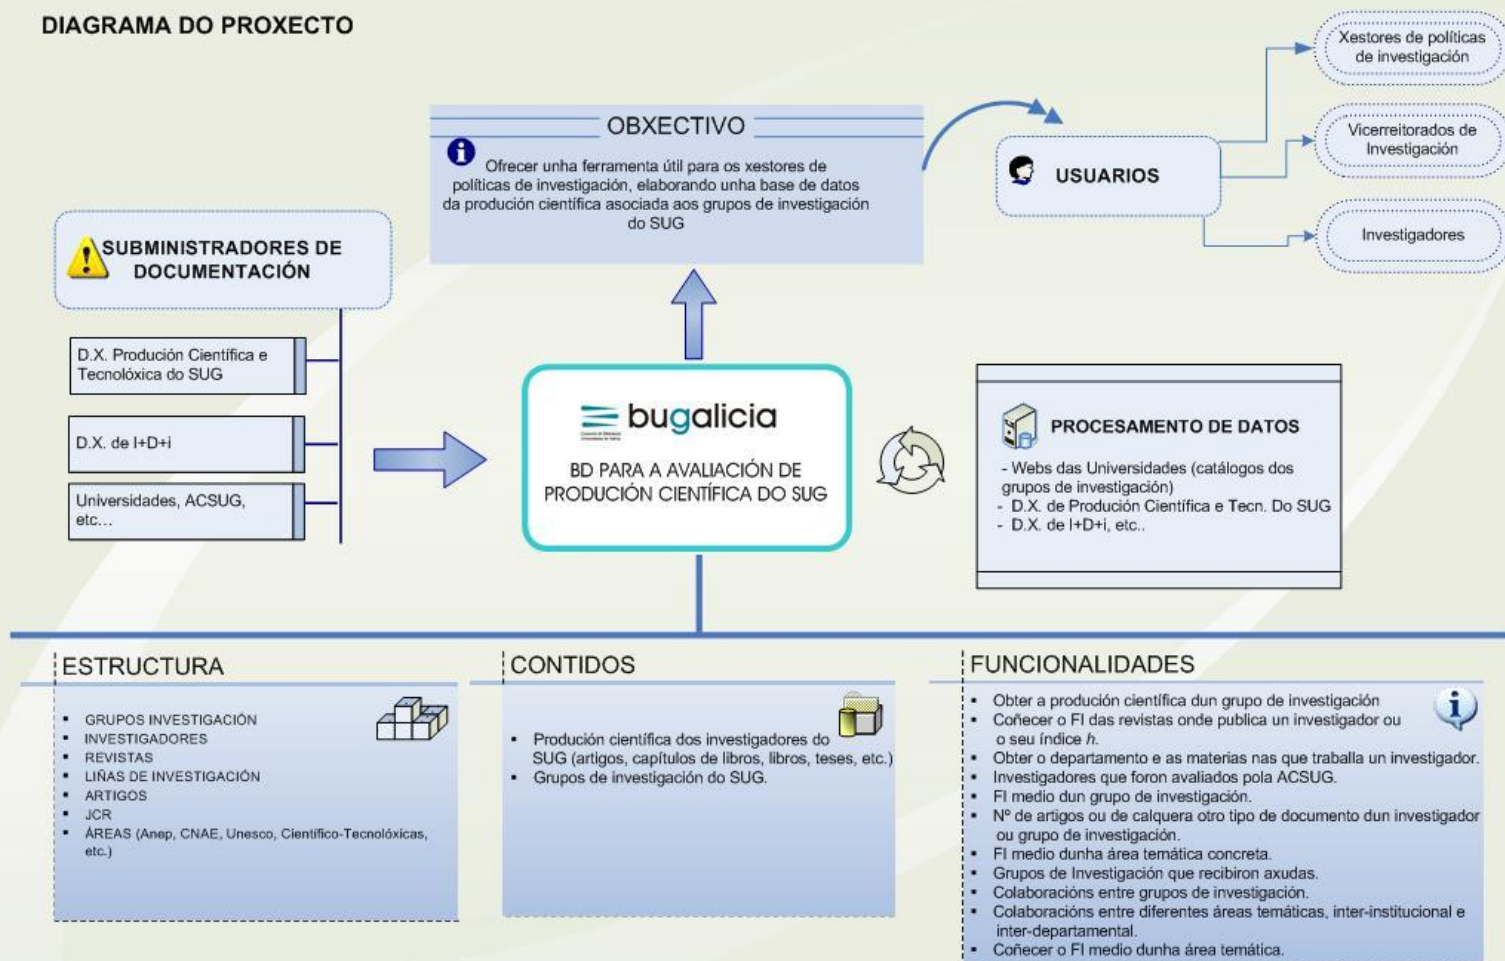 DIAGRAMA DO PROXECTO
OBXECTIVO
Ofrecer unha ferramenta útil para os xestores de
políticas de investigación, elaborando unha base de datos
da produción científica asociada aos grupos de investigación
do SUG
USUARIOS
Xestores de políticas
de investigación
Vicerreitorados de
Investigación
Investigadores
SUBMINISTRADORES DE
DOCUMENTACIÓN
D.X. Produción Científica e
Tecnolóxica do SUG
D.X. de I+D+i
Universidades, ACSUG,
etc...
bugalicia
BD PARA A AVALIACIÓN DE
PRODUCIÓN CIENTÍFICA DO SUG
PROCESAMENTO DE DATOS
- Webs das Universidades (catálogos dos
grupos de investigación)
- D.X. de Produción Científica e Tecn. Do SUG
- D.X. de I+D+i, etc..
ESTRUCTURA
▪ GRUPOS INVESTIGACIÓN
▪ INVESTIGADORES
▪ REVISTAS
▪ LIÑAS DE INVESTIGACIÓN
▪ ARTIGOS
▪ JCR
▪ ÁREAS (Anep, CNAE, Unesco, Científico-Tecnolóxicas,
etc.)
CONTIDOS
▪ Produción científica dos investigadores do
SUG (artigos, capítulos de libros, libros, teses, etc.)
▪ Grupos de investigación do SUG.
FUNCIONALIDADES
▪ Obter a produción científica dun grupo de investigación
▪ Coñecer o FI das revistas onde publica un investigador ou
o seu índice h.
▪ Obter o departamento e as materias nas que traballa un investigador.
▪ Investigadores que foron avaliados pola ACSUG.
▪ FI medio dun grupo de investigación.
▪ Nº de artigos ou de calquera otro tipo de documento dun investigador
ou grupo de investigación.
▪ FI medio dunha área temática concreta.
▪ Grupos de Investigación que recibiron axudas.
▪ Colaboracións entre grupos de investigación.
▪ Colaboracións entre diferentes áreas temáticas, inter-institucional e
inter-departamental.
▪ Coñecer o FI medio dunha área temática.